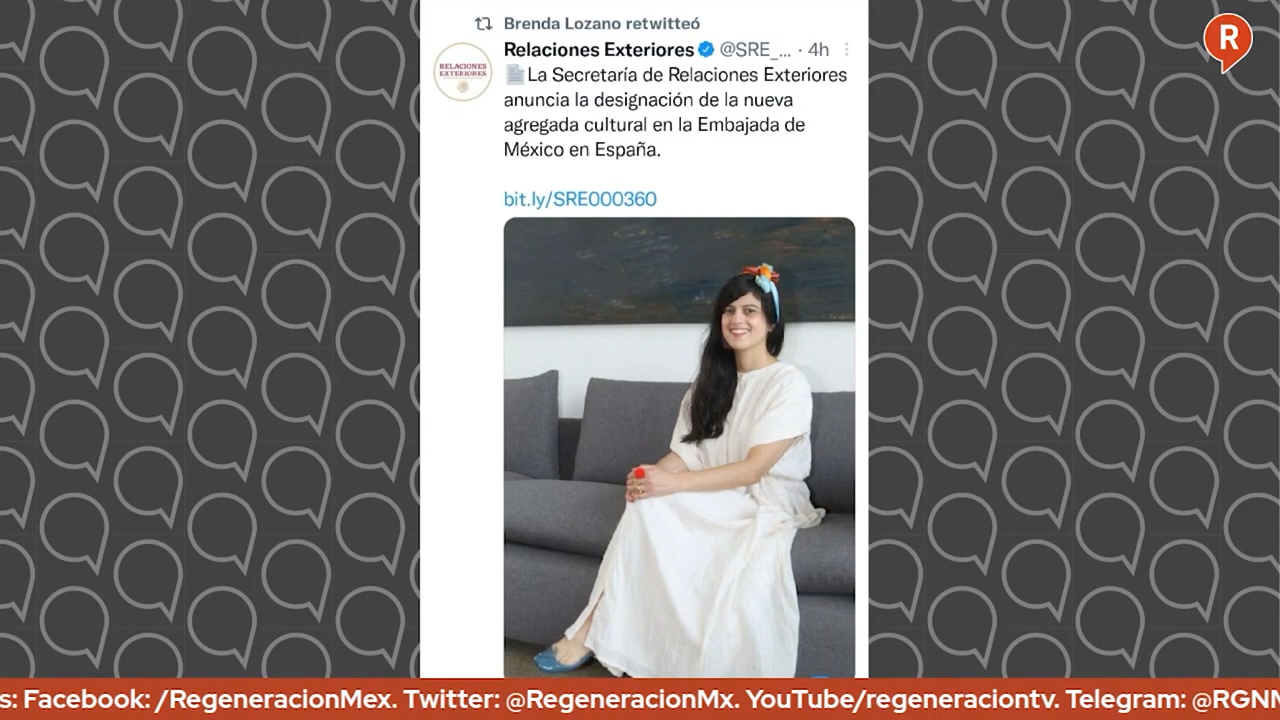 Brenda Lozano retwitteó
Relaciones Exteriores @SRE_... · 4h
La Secretaría de Relaciones Exteriores
anuncia la designación de la nueva
agregada cultural en la Embajada de
México en España.
bit.ly/SRE000360
RELACIONES
EXTERIORES
R
s: Facebook: /RegeneracionMex. Twitter: @RegeneracionMx. YouTube/regeneraciontv. Telegram: @RGNM